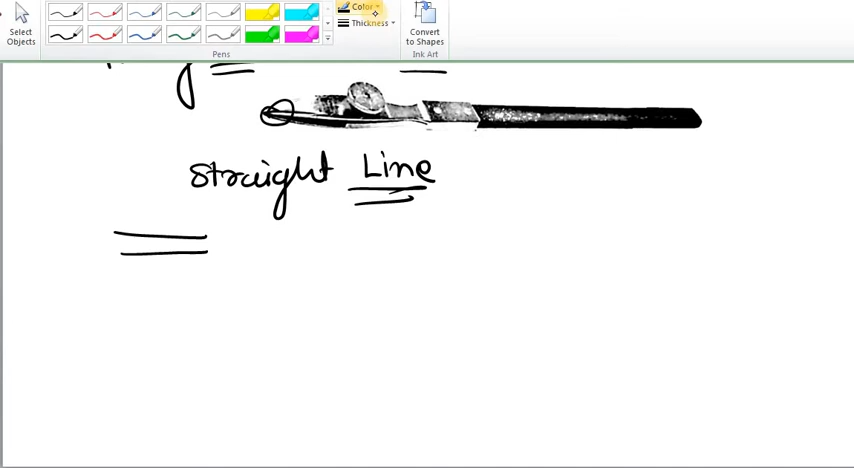 Color
Thickness
Select
Objects
Convert
to Shapes
Pens
Ink Art
Straight Line